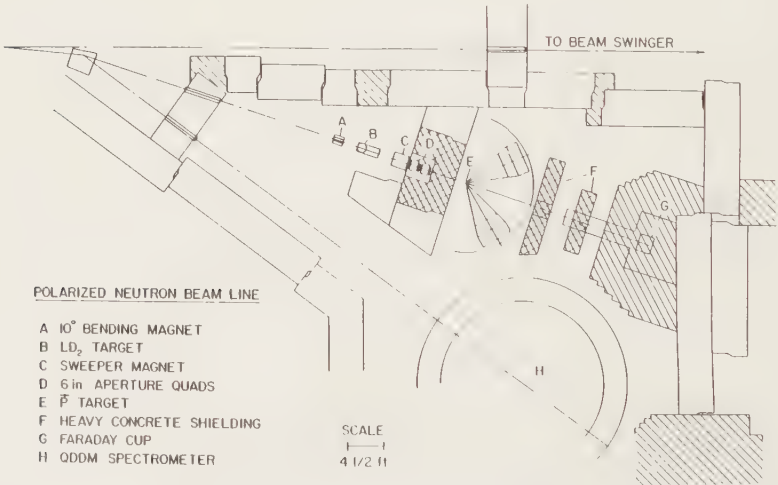 TO BEAM SWINGER
A
B
C
D
E
F
G
H
POLARIZED NEUTRON BEAM LINE
A 10° BENDING MAGNET
B LD₂ TARGET
C SWEEPER MAGNET
D 6 in APERTURE QUADS
E P⃗ TARGET
F HEAVY CONCRETE SHIELDING
G FARADAY CUP
H QDDM SPECTROMETER
SCALE
4 1/2 ft